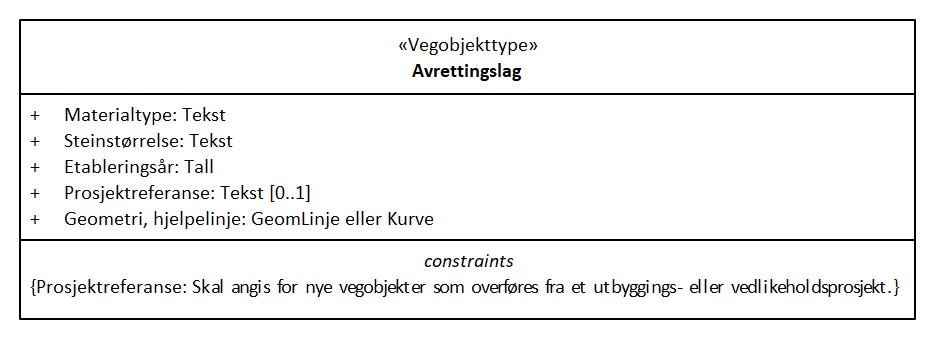 «Vegobjekttype»
Avrettingslag
+ Materialtype: Tekst
+ Steinstørrelse: Tekst
+ Etableringsår: Tall
+ Prosjektreferanse: Tekst [0..1]
+ Geometri, hjelpelinje: GeomLinje eller Kurve
constraints
{Prosjektreferanse: Skal angis for nye vegobjekter som overføres fra et utbyggings- eller vedlikeholdsprosjekt.}